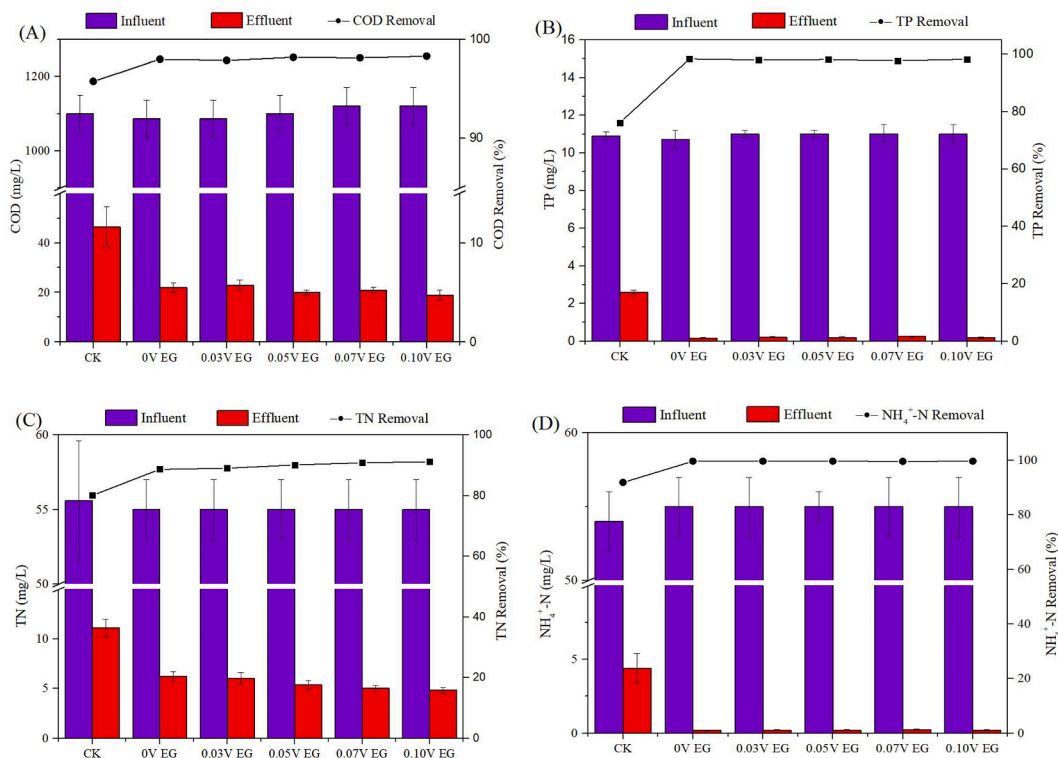 (A)
Influent Effluent COD Removal
COD (mg/L)
1200
1000
40
20
0
100
90
10
0
COD Removal (%)
CK 0V EG 0.03V EG 0.05V EG 0.07V EG 0.10V EG
(B)
Influent Effluent TP Removal
TP (mg/L)
16
14
12
10
8
6
4
2
0
100
80
60
40
20
0
TP Removal (%)
CK 0V EG 0.03V EG 0.05V EG 0.07V EG 0.10V EG
(C)
Influent Effluent TN Removal
TN (mg/L)
60
55
50
10
5
0
100
80
60
40
20
0
TN Removal (%)
CK 0V EG 0.03V EG 0.05V EG 0.07V EG 0.10V EG
(D)
Influent Effluent NH₄⁺-N Removal
NH₄⁺-N (mg/L)
60
50
5
0
100
80
60
40
20
0
NH₄⁺-N Removal (%)
CK 0V EG 0.03V EG 0.05V EG 0.07V EG 0.10V EG